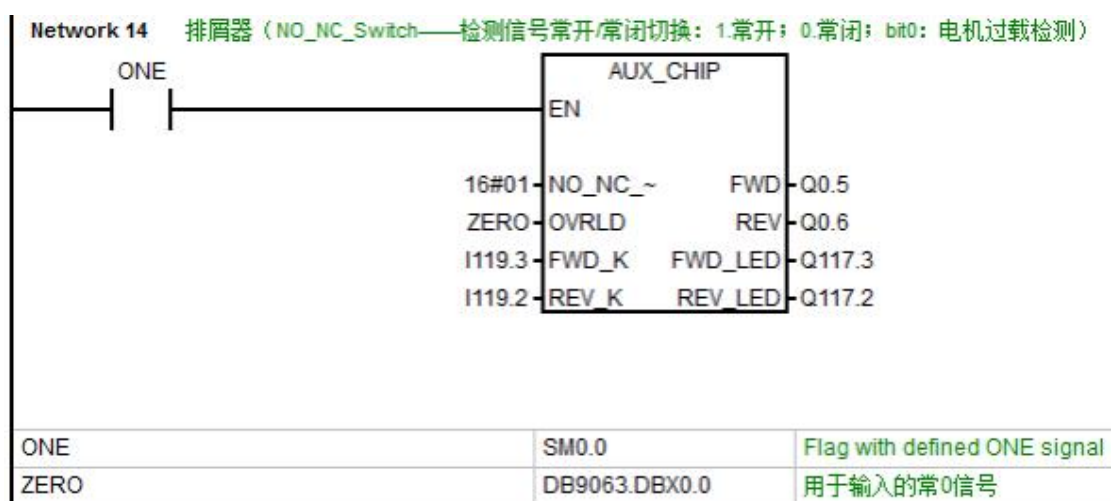 Network 14 排屑器（NO_NC_Switch——检测信号常开/常闭切换：1.常开；0.常闭；bit0：电机过载检测）
ONE AUX_CHIP
EN
16#01 NO_NC_~ FWD Q0.5
ZERO OVRLD REV Q0.6
I119.3 FWD_K FWD_LED Q117.3
I119.2 REV_K REV_LED Q117.2
ONE SM0.0 Flag with defined ONE signal
ZERO DB9063.DBX0.0 用于输入的常0信号